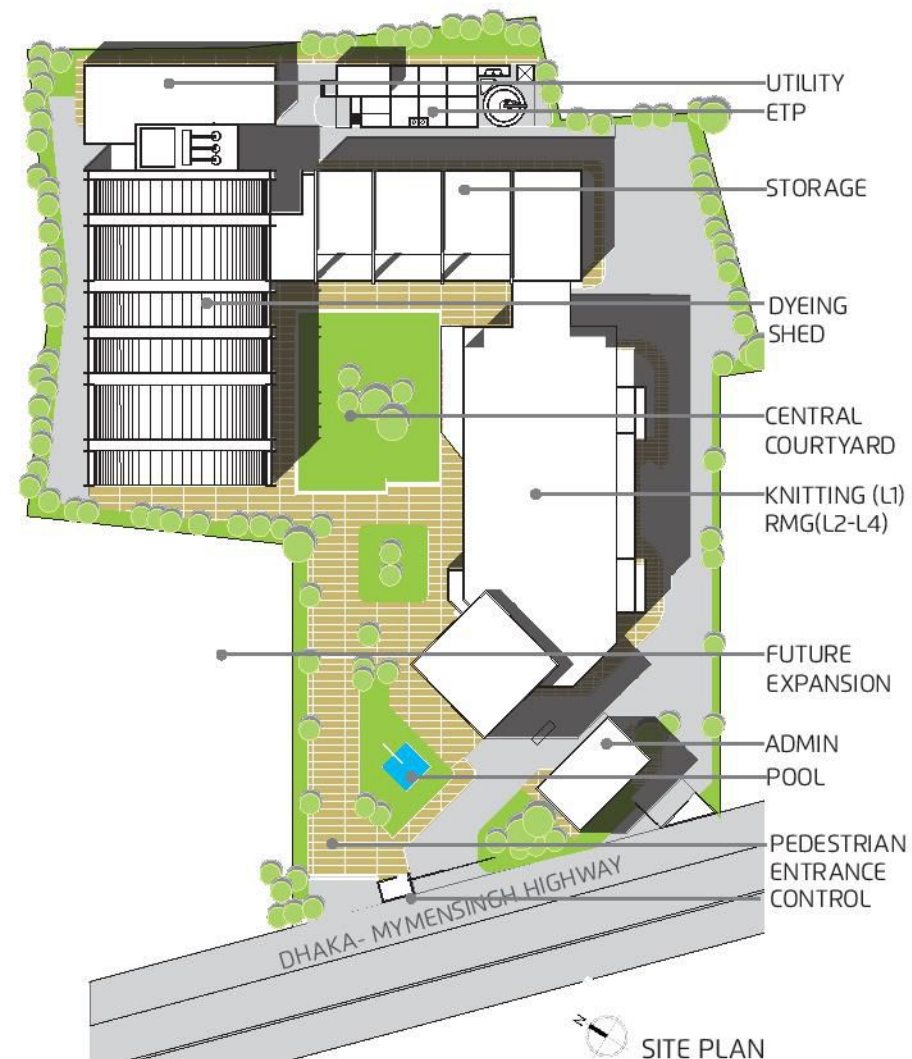 UTILITY
ETP
STORAGE
DYEING
SHED
CENTRAL
COURTYARD
KNITTING (L1)
RMG(L2-L4)
FUTURE
EXPANSION
ADMIN
POOL
PEDESTRIAN
ENTRANCE
CONTROL
DHAKA- MYMENSINGH HIGHWAY
N
SITE PLAN